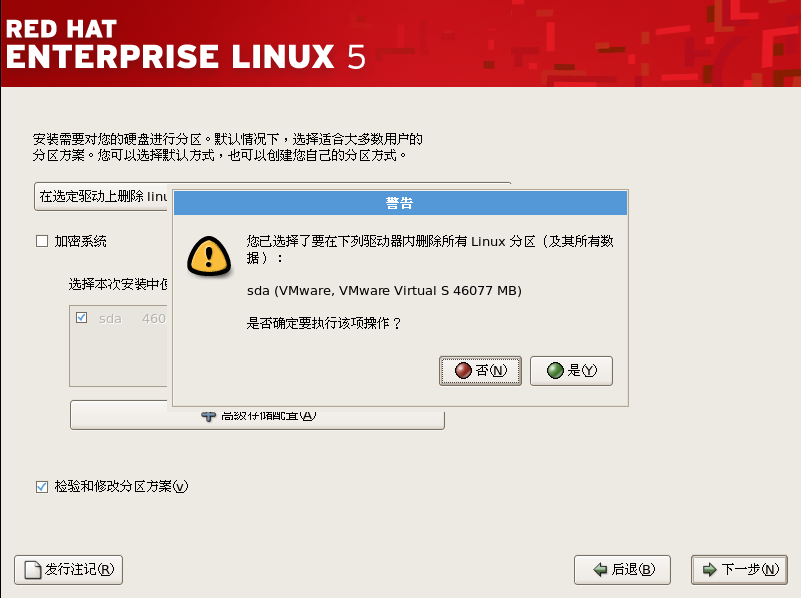 RED HAT
ENTERPRISE LINUX 5
安装需要对您的硬盘进行分区。默认情况下，选择适合大多数用户的
分区方案。您可以选择默认方式，也可以创建您自己的分区方式。
在选定驱动上删除 linu
警告
加密系统
您已选择了要在下列驱动器内删除所有 Linux 分区（及其所有数
据）：
选择本次安装中使
sda (VMware, VMware Virtual S 46077 MB)
sda 460
是否确定要执行该项操作？
否(N) 是(Y)
高级存储配置(A)
检验和修改分区方案(v)
发行注记(R) 后退(B) 下一步(N)